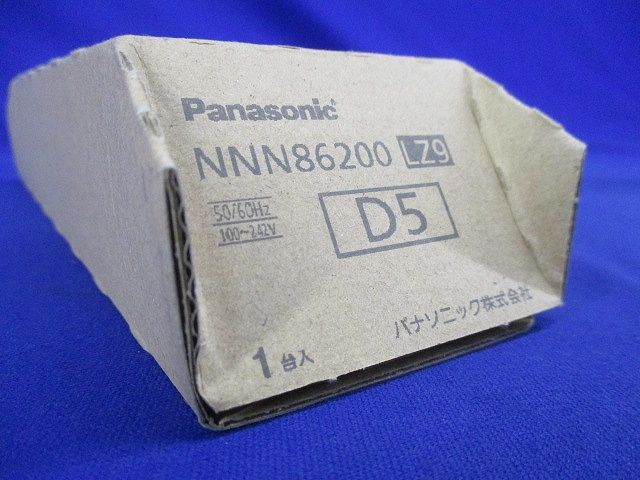 Panasonic
NNN86200 LZ9
50/60Hz
100～242V
D5
1台入
パナソニック株式会社